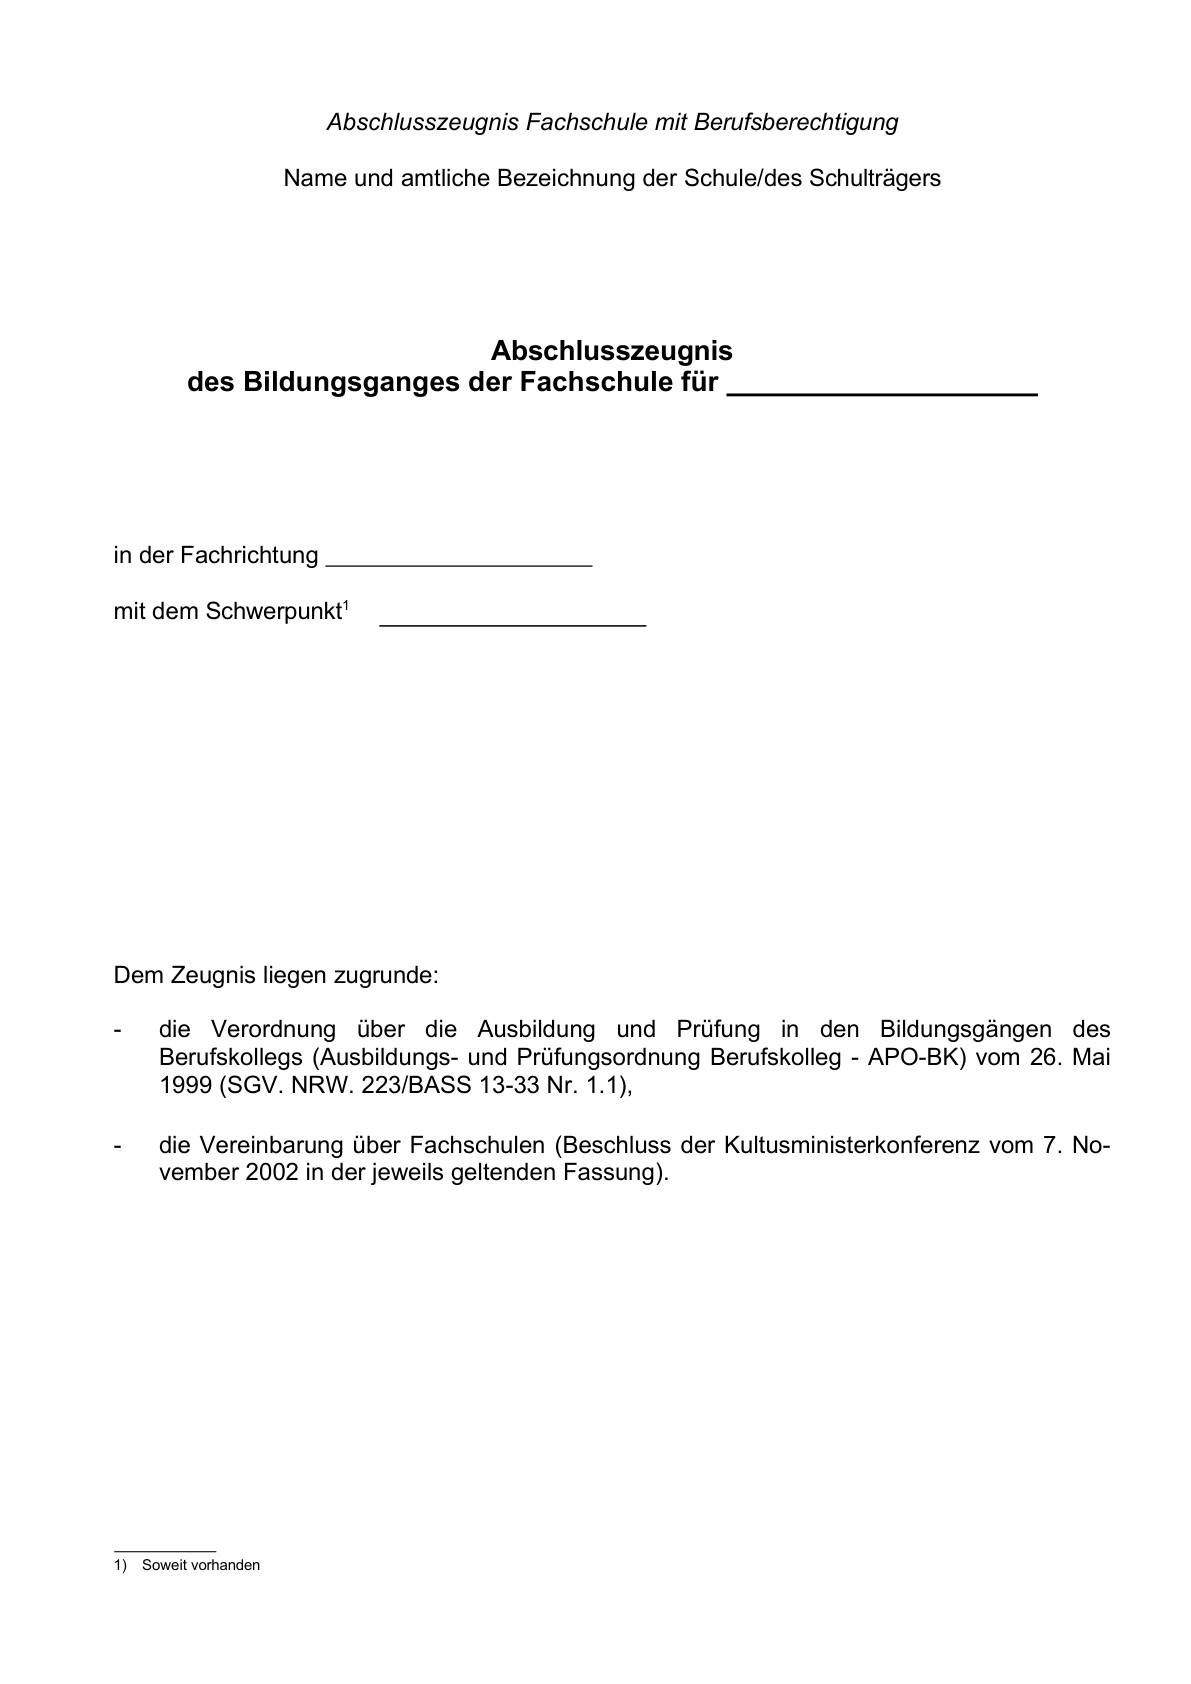 Abschlusszeugnis Fachschule mit Berufsberechtigung
Name und amtliche Bezeichnung der Schule/des Schulträgers
Abschlusszeugnis
des Bildungsganges der Fachschule für ____________________
in der Fachrichtung ____________________
mit dem Schwerpunkt¹ ____________________
Dem Zeugnis liegen zugrunde:
- die Verordnung über die Ausbildung und Prüfung in den Bildungsgängen des
Berufskollegs (Ausbildungs- und Prüfungsordnung Berufskolleg - APO-BK) vom 26. Mai
1999 (SGV. NRW. 223/BASS 13-33 Nr. 1.1),
- die Vereinbarung über Fachschulen (Beschluss der Kultusministerkonferenz vom 7. No-
vember 2002 in der jeweils geltenden Fassung).
1) Soweit vorhanden